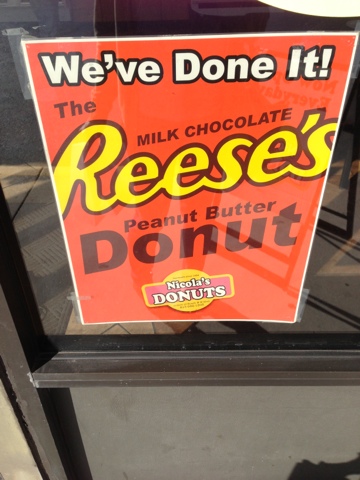 We've Done It!
The
MILK CHOCOLATE
Reese's
Peanut Butter
Donut
Nicola's
DONUTS